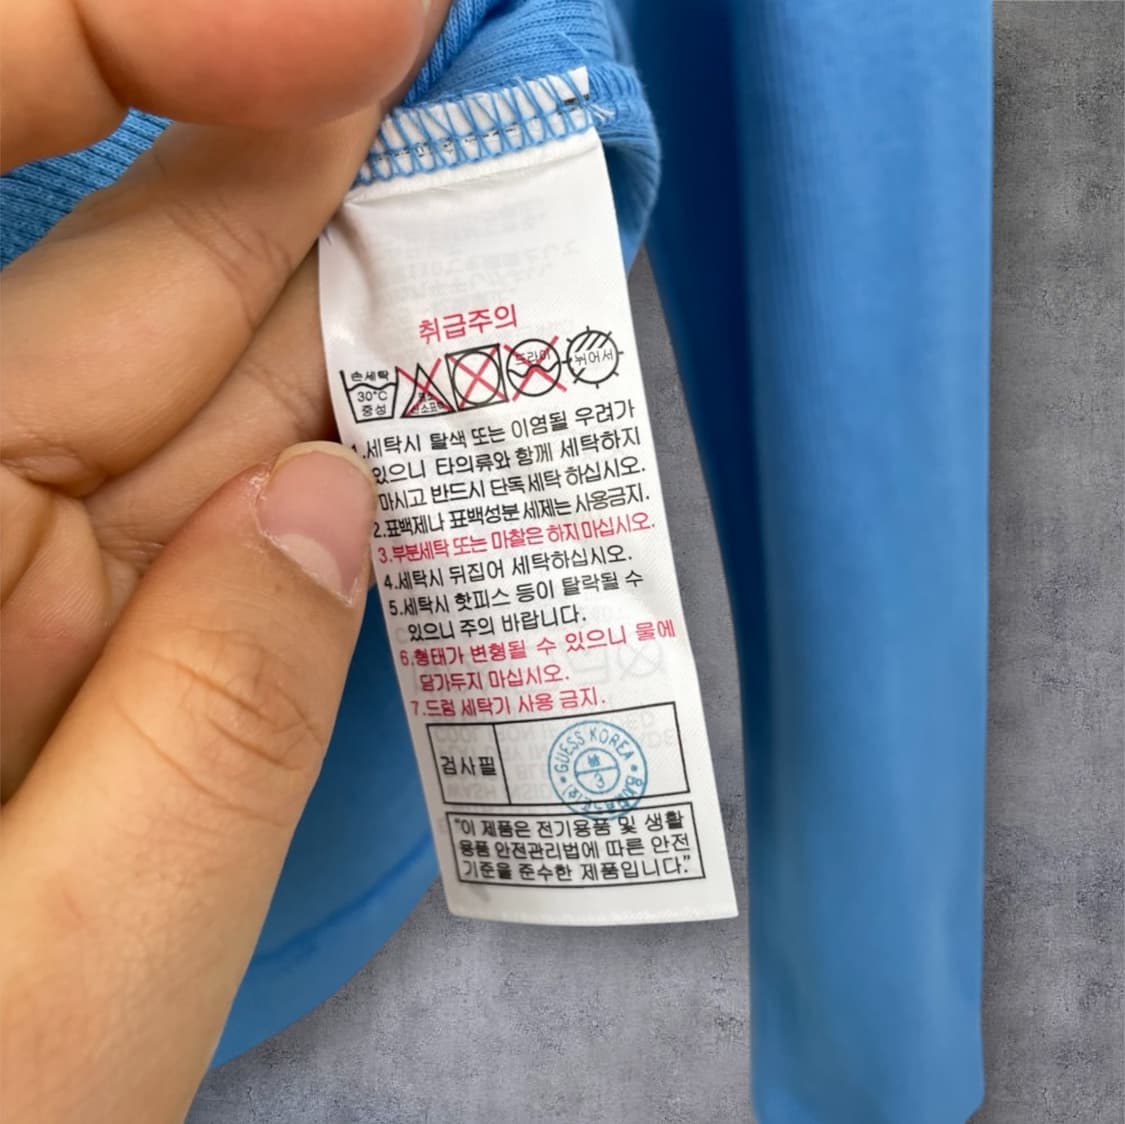 취급주의
손세탁
30°C
중성
드라이
뉘어서
1.세탁시 탈색 또는 이염될 우려가
있으니 타의류와 함께 세탁하지
마시고 반드시 단독세탁 하십시오.
2.표백제나 표백성분 세제는 사용금지.
3.부분세탁 또는 마찰은 하지 마십시오.
4.세탁시 뒤집어 세탁하십시오.
5.세탁시 핫피스 등이 탈락될 수
있으니 주의 바랍니다.
6.형태가 변형될 수 있으니 물에
담가두지 마십시오.
7.드럼 세탁기 사용 금지.
검사필
GUESS KOREA
3
"이 제품은 전기용품 및 생활
용품 안전관리법에 따른 안전
기준을 준수한 제품입니다."